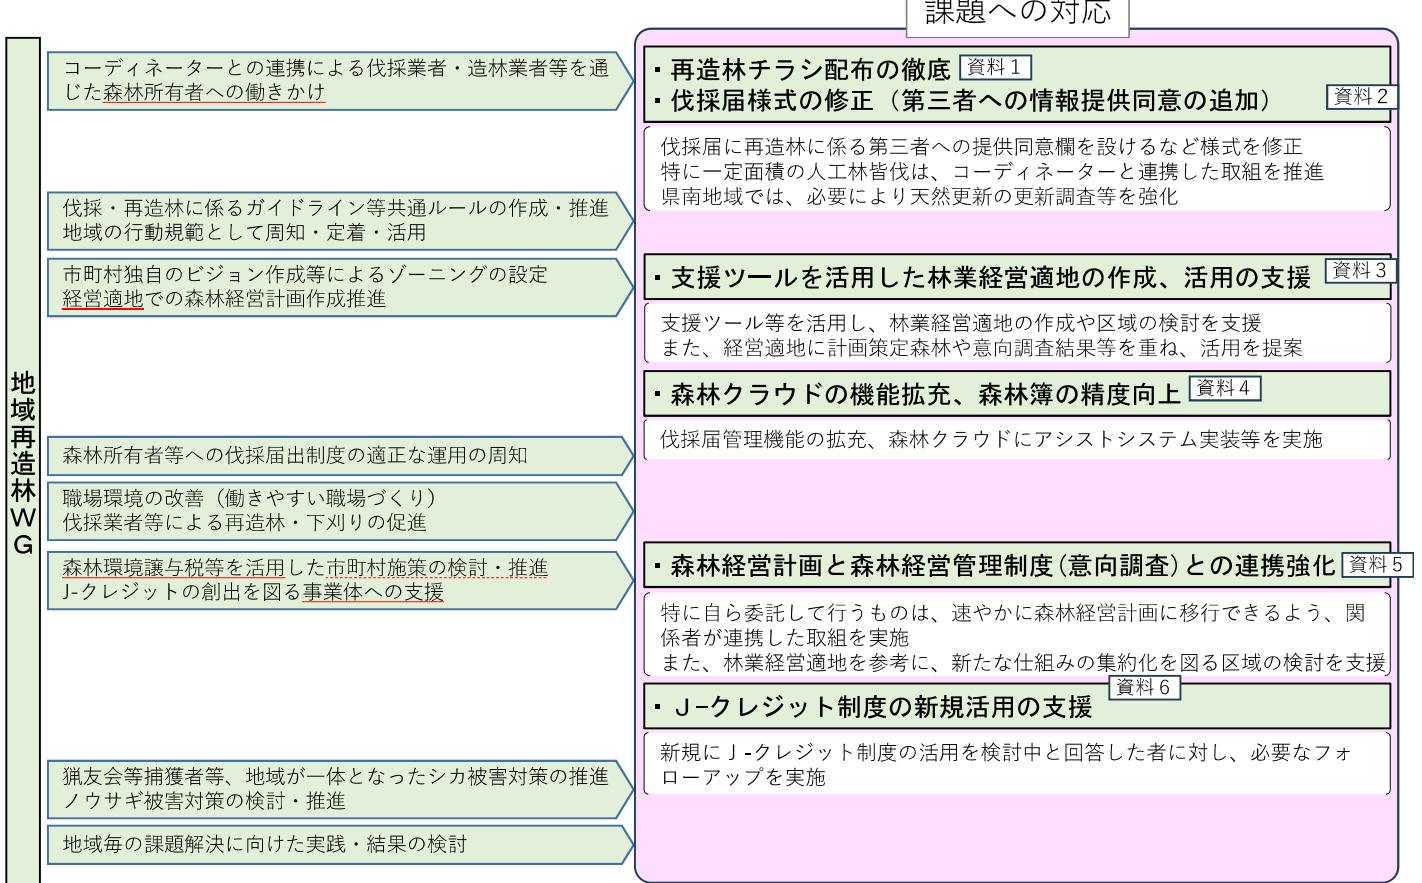 課題への対応
地域再造林WG
コーディネーターとの連携による伐採業者・造林業者等を通
じた森林所有者への働きかけ
伐採・再造林に係るガイドライン等共通ルールの作成・推進
地域の行動規範として周知・定着・活用
市町村独自のビジョン作成等によるゾーニングの設定
経営適地での森林経営計画作成推進
森林所有者等への伐採届出制度の適正な運用の周知
職場環境の改善（働きやすい職場づくり）
伐採業者等による再造林・下刈りの促進
森林環境譲与税等を活用した市町村施策の検討・推進
J-クレジットの創出を図る事業体への支援
猟友会等捕獲者等、地域が一体となったシカ被害対策の推進
ノウサギ被害対策の検討・推進
地域毎の課題解決に向けた実践・結果の検討
・再造林チラシ配布の徹底 資料１
・伐採届様式の修正（第三者への情報提供同意の追加） 資料２
伐採届に再造林に係る第三者への提供同意欄を設けるなど様式を修正
特に一定面積の人工林皆伐は、コーディネーターと連携した取組を推進
県南地域では、必要により天然更新の更新調査等を強化
・支援ツールを活用した林業経営適地の作成、活用の支援 資料３
支援ツール等を活用し、林業経営適地の作成や区域の検討を支援
また、経営適地に計画策定森林や意向調査結果等を重ね、活用を提案
・森林クラウドの機能拡充、森林簿の精度向上 資料４
伐採届管理機能の拡充、森林クラウドにアシストシステム実装等を実施
・森林経営計画と森林経営管理制度(意向調査)との連携強化 資料５
特に自ら委託して行うものは、速やかに森林経営計画に移行できるよう、関
係者が連携した取組を実施
また、林業経営適地を参考に、新たな仕組みの集約化を図る区域の検討を支援
・Ｊ-クレジット制度の新規活用の支援 資料６
新規にＪ-クレジット制度の活用を検討中と回答した者に対し、必要なフォ
ローアップを実施